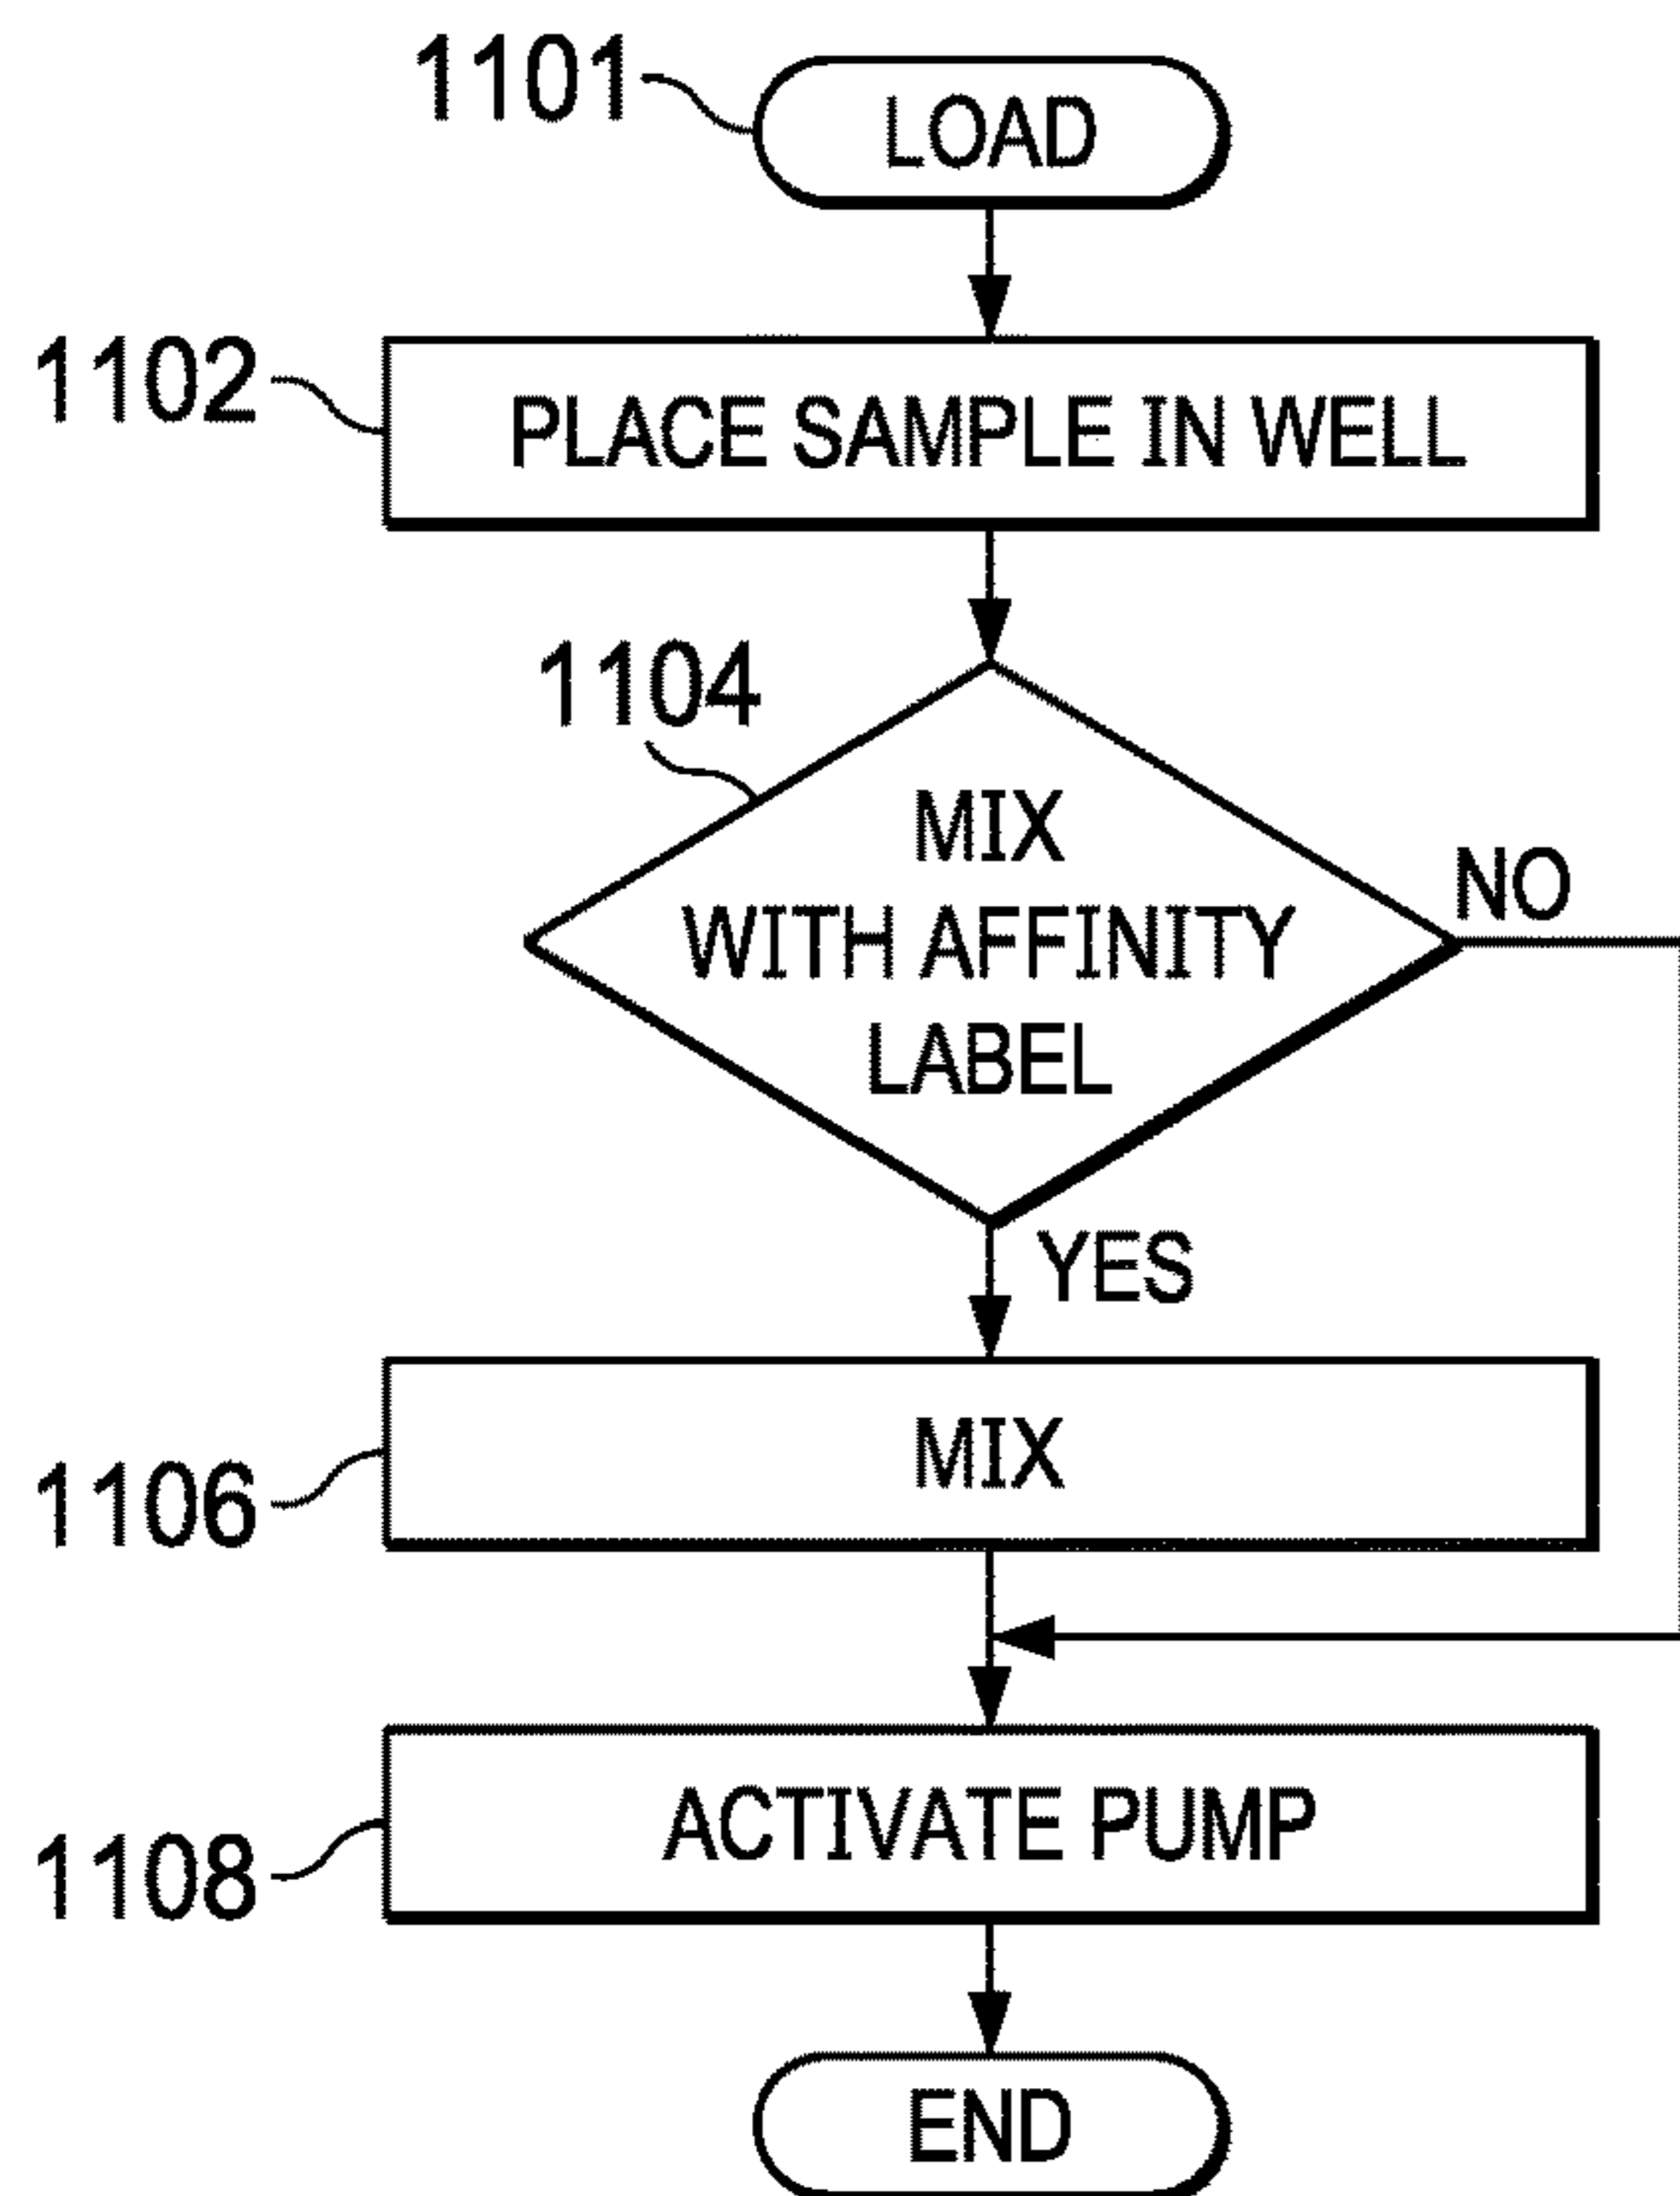 1101
LOAD
1102
PLACE SAMPLE IN WELL
1104
MIX
WITH AFFINITY
LABEL
NO
YES
1106
MIX
1108
ACTIVATE PUMP
END